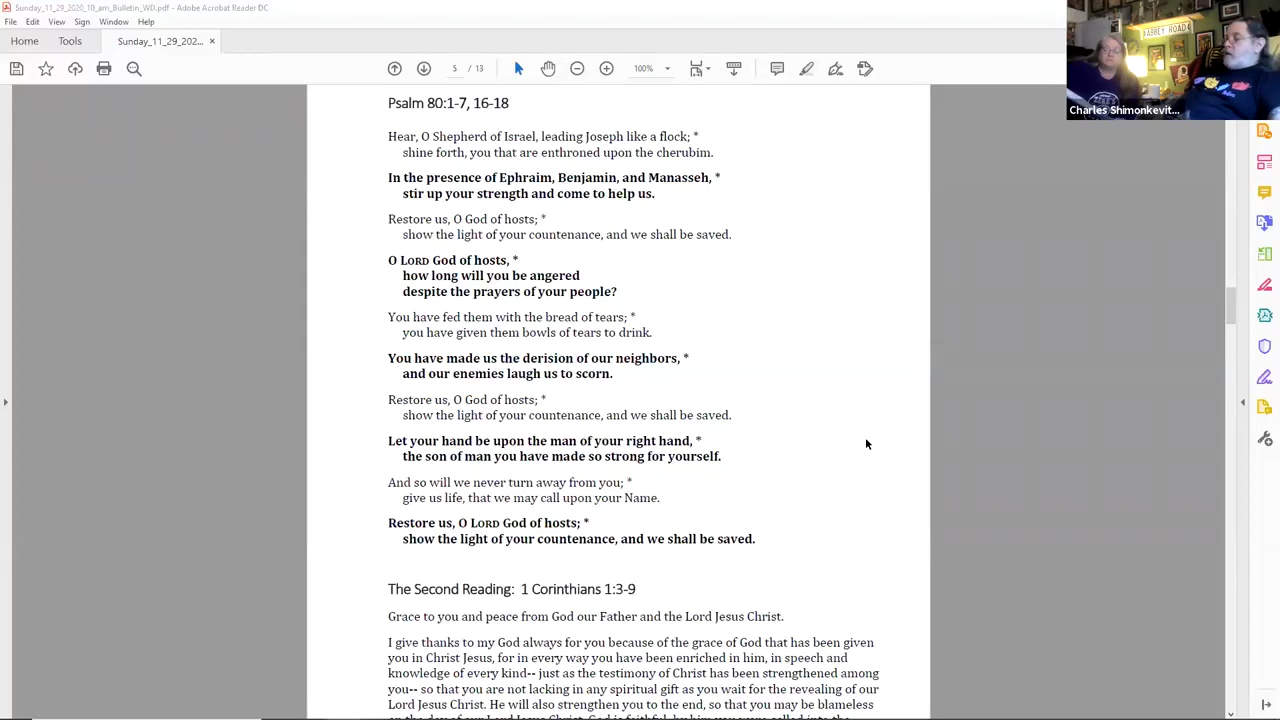 Sunday_11_29_2020_10_am_Bulletin_WD.pdf - Adobe Acrobat Reader DC
File Edit View Sign Window Help
Home Tools Sunday_11_29_202... ×
5 / 13 100%
ABBEY ROAD
Charles Shimonkevit...
Psalm 80:1-7, 16-18
Hear, O Shepherd of Israel, leading Joseph like a flock; *
shine forth, you that are enthroned upon the cherubim.
In the presence of Ephraim, Benjamin, and Manasseh, *
stir up your strength and come to help us.
Restore us, O God of hosts; *
show the light of your countenance, and we shall be saved.
O LORD God of hosts, *
how long will you be angered
despite the prayers of your people?
You have fed them with the bread of tears; *
you have given them bowls of tears to drink.
You have made us the derision of our neighbors, *
and our enemies laugh us to scorn.
Restore us, O God of hosts; *
show the light of your countenance, and we shall be saved.
Let your hand be upon the man of your right hand, *
the son of man you have made so strong for yourself.
And so will we never turn away from you; *
give us life, that we may call upon your Name.
Restore us, O LORD God of hosts; *
show the light of your countenance, and we shall be saved.
The Second Reading: 1 Corinthians 1:3-9
Grace to you and peace from God our Father and the Lord Jesus Christ.
I give thanks to my God always for you because of the grace of God that has been given
you in Christ Jesus, for in every way you have been enriched in him, in speech and
knowledge of every kind-- just as the testimony of Christ has been strengthened among
you-- so that you are not lacking in any spiritual gift as you wait for the revealing of our
Lord Jesus Christ. He will also strengthen you to the end, so that you may be blameless